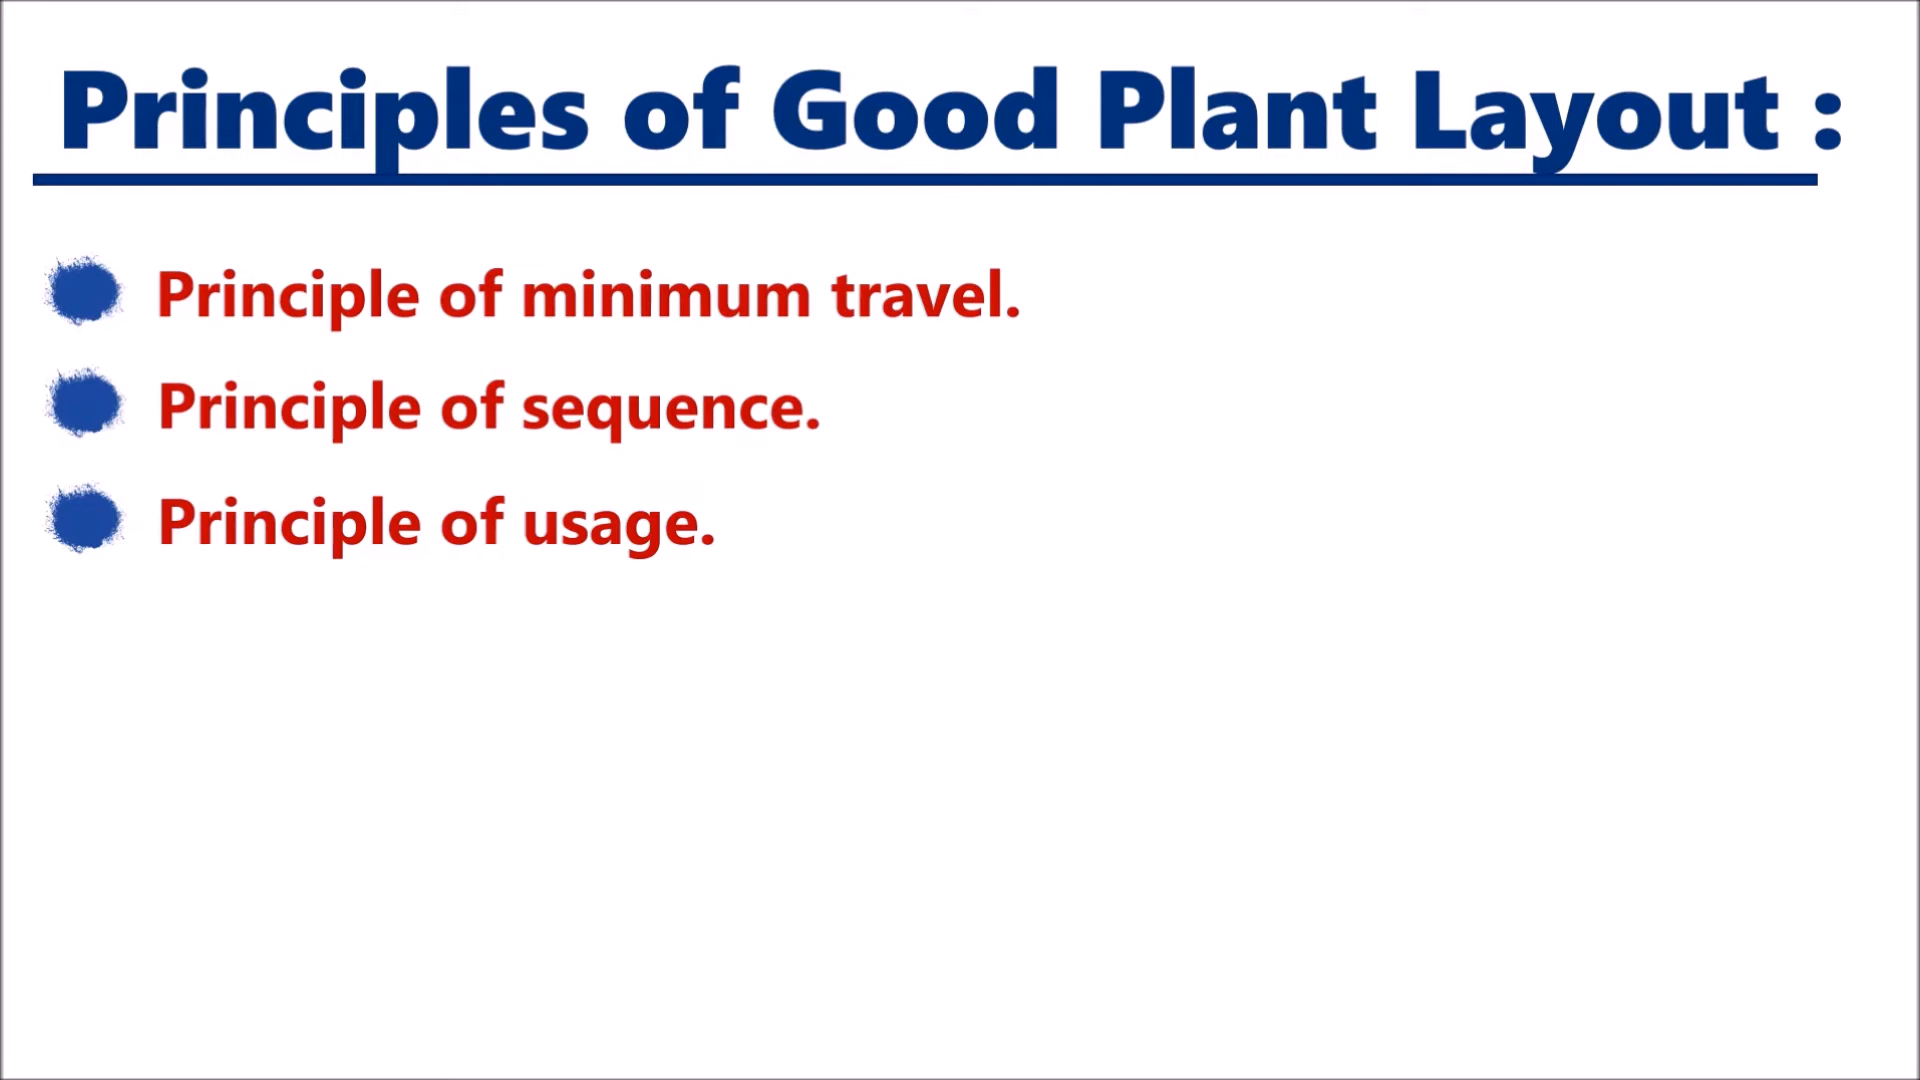 Principles of Good Plant Layout :
Principle of minimum travel.
Principle of sequence.
Principle of usage.